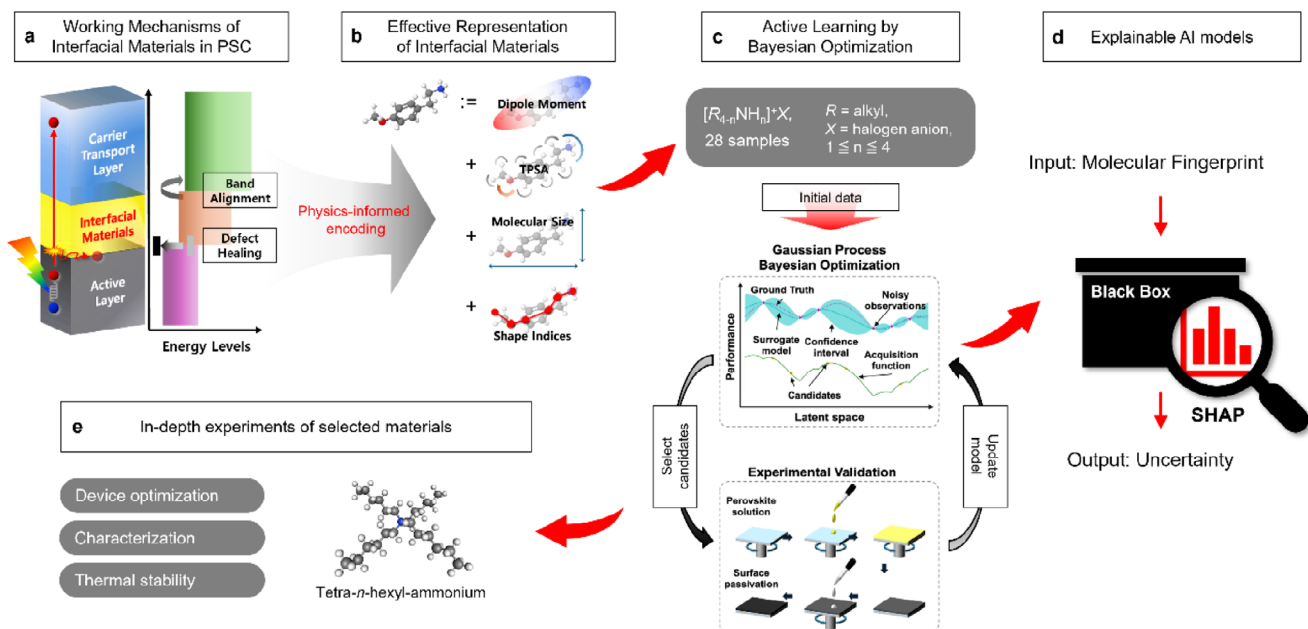 a
Working Mechanisms of
Interfacial Materials in PSC
Carrier
Transport
Layer
Interfacial
Materials
Active
Layer
Band
Alignment
Defect
Healing
Energy Levels
Physics-informed
encoding
b
Effective Representation
of Interfacial Materials
:=
Dipole Moment
+
TPSA
+
Molecular Size
+
Shape Indices
c
Active Learning by
Bayesian Optimization
[R4-nNHn]+X,
28 samples
R = alkyl,
X = halogen anion,
1 ≦ n ≦ 4
Initial data
Gaussian Process
Bayesian Optimization
Performance
Ground Truth
Noisy
observations
Surrogate
model
Confidence
interval
Acquisition
function
Candidates
Latent space
Select
candidates
Update
model
Experimental Validation
Perovskite
solution
Surface
passivation
d
Explainable AI models
Input: Molecular Fingerprint
Black Box
SHAP
Output: Uncertainty
e
In-depth experiments of selected materials
Device optimization
Characterization
Thermal stability
Tetra-n-hexyl-ammonium